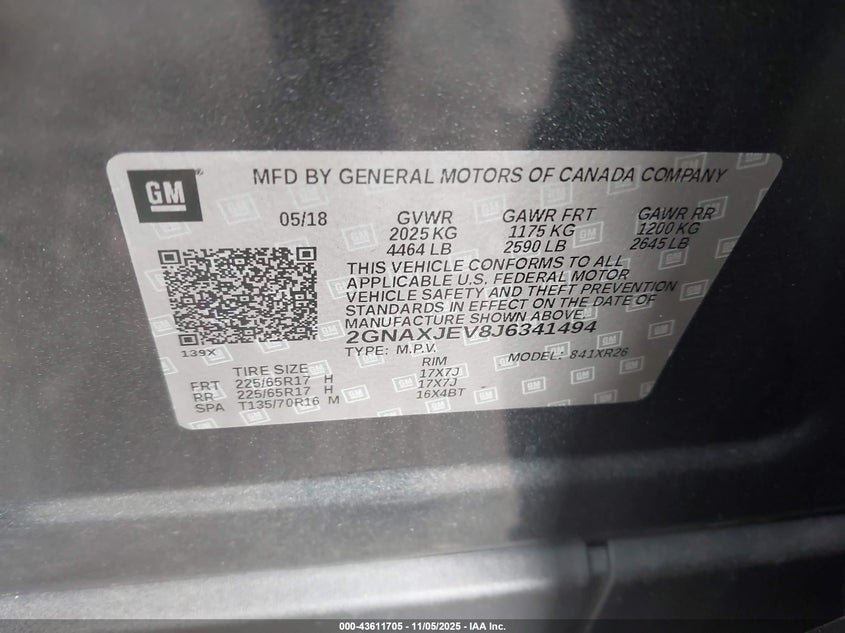 GM
MFD BY GENERAL MOTORS OF CANADA COMPANY
05/18 GVWR GAWR FRT GAWR RR
2025 KG 1175 KG 1200 KG
4464 LB 2590 LB 2645 LB
THIS VEHICLE CONFORMS TO ALL
APPLICABLE U.S. FEDERAL MOTOR
VEHICLE SAFETY AND THEFT PREVENTION
STANDARDS IN EFFECT ON THE DATE OF
MANUFACTURE SHOWN ABOVE.
2GNAXJEV8J6341494
139X
TYPE: M.P.V. MODEL: 841XR26
TIRE SIZE RIM
FRT 225/65R17 H 17X7J
RR 225/65R17 H 17X7J
SPA T135/70R16 M 16X4BT
000-43611705 - 11/05/2025 - IAA Inc.